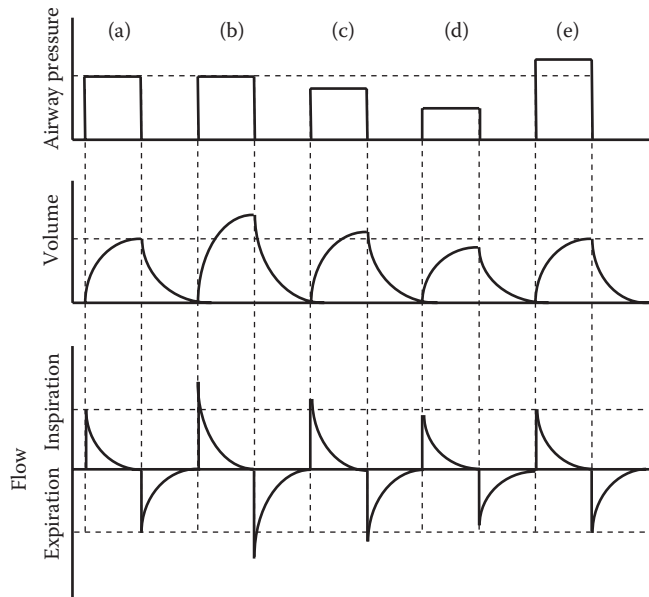 (a) (b) (c) (d) (e)
Airway pressure
Volume
Flow
Inspiration
Expiration